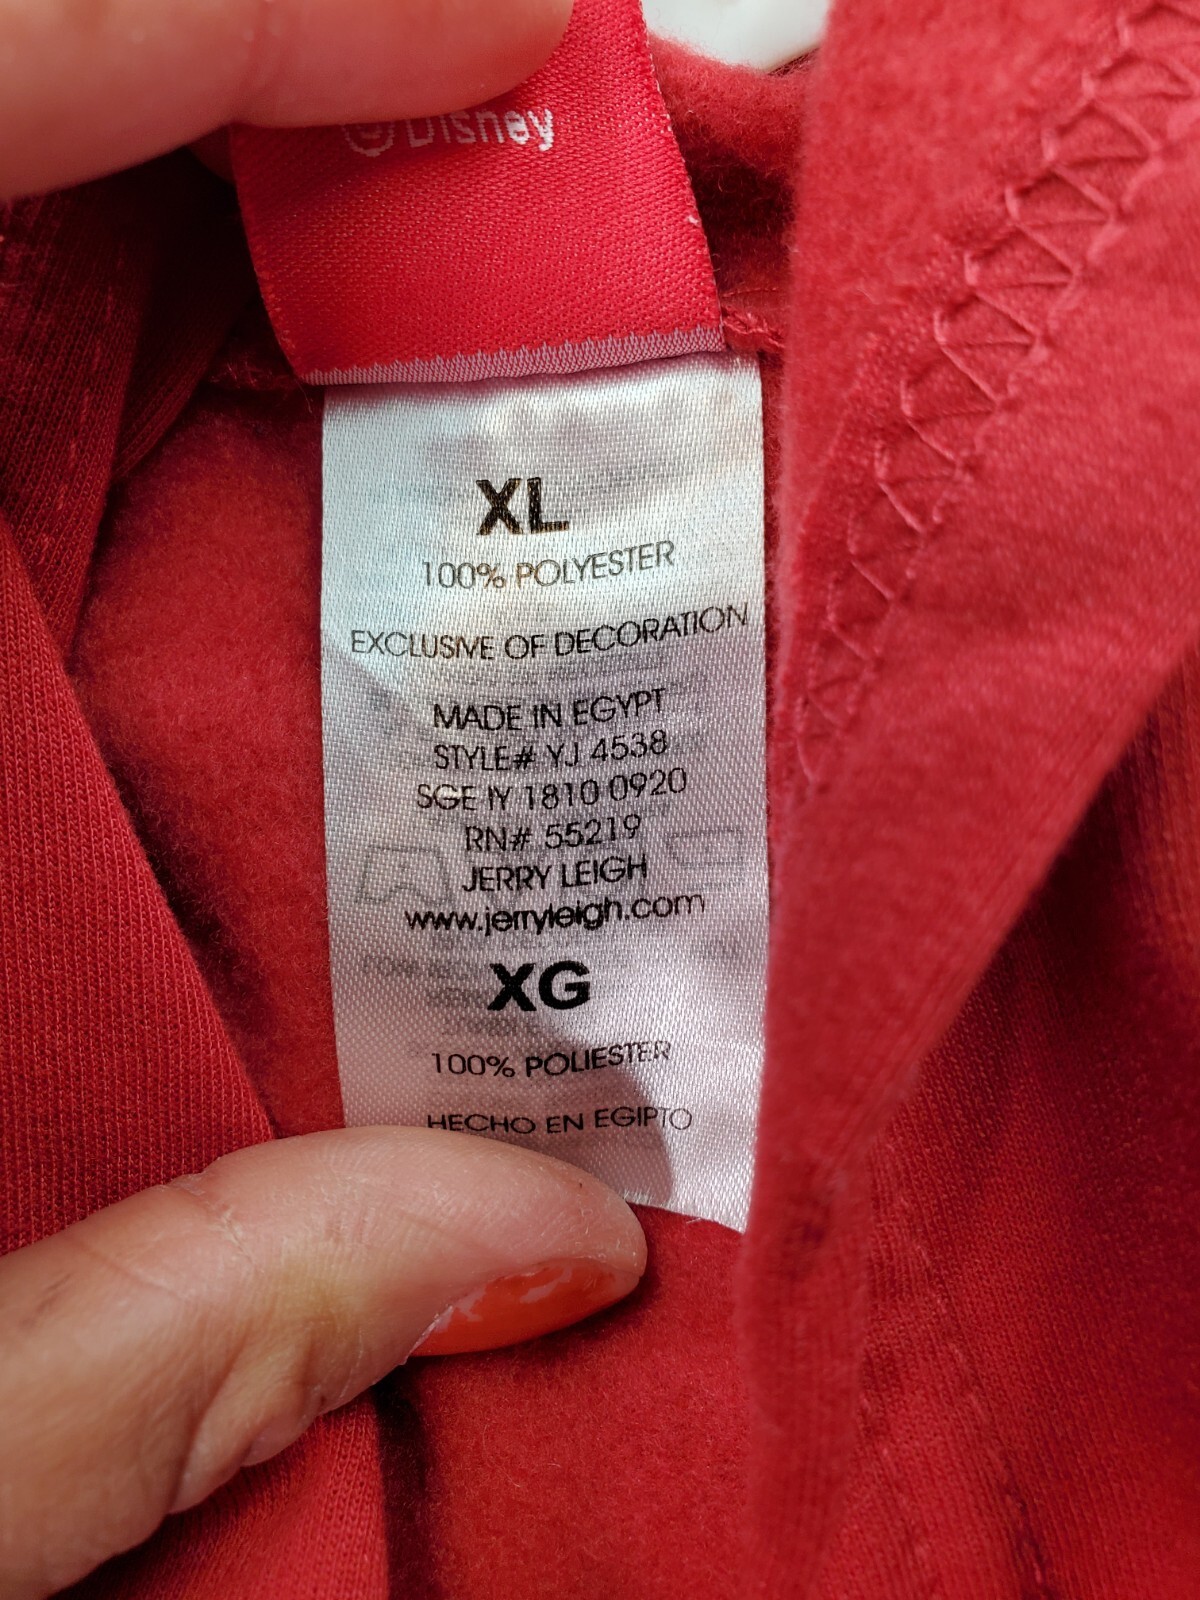 ©Disney
XL
100% POLYESTER
EXCLUSIVE OF DECORATION
MADE IN EGYPT
STYLE# YJ 4538
SGE IY 1810 0920
RN# 55219
JERRY LEIGH
www.jerryleigh.com
XG
100% POLIESTER
HECHO EN EGIPTO